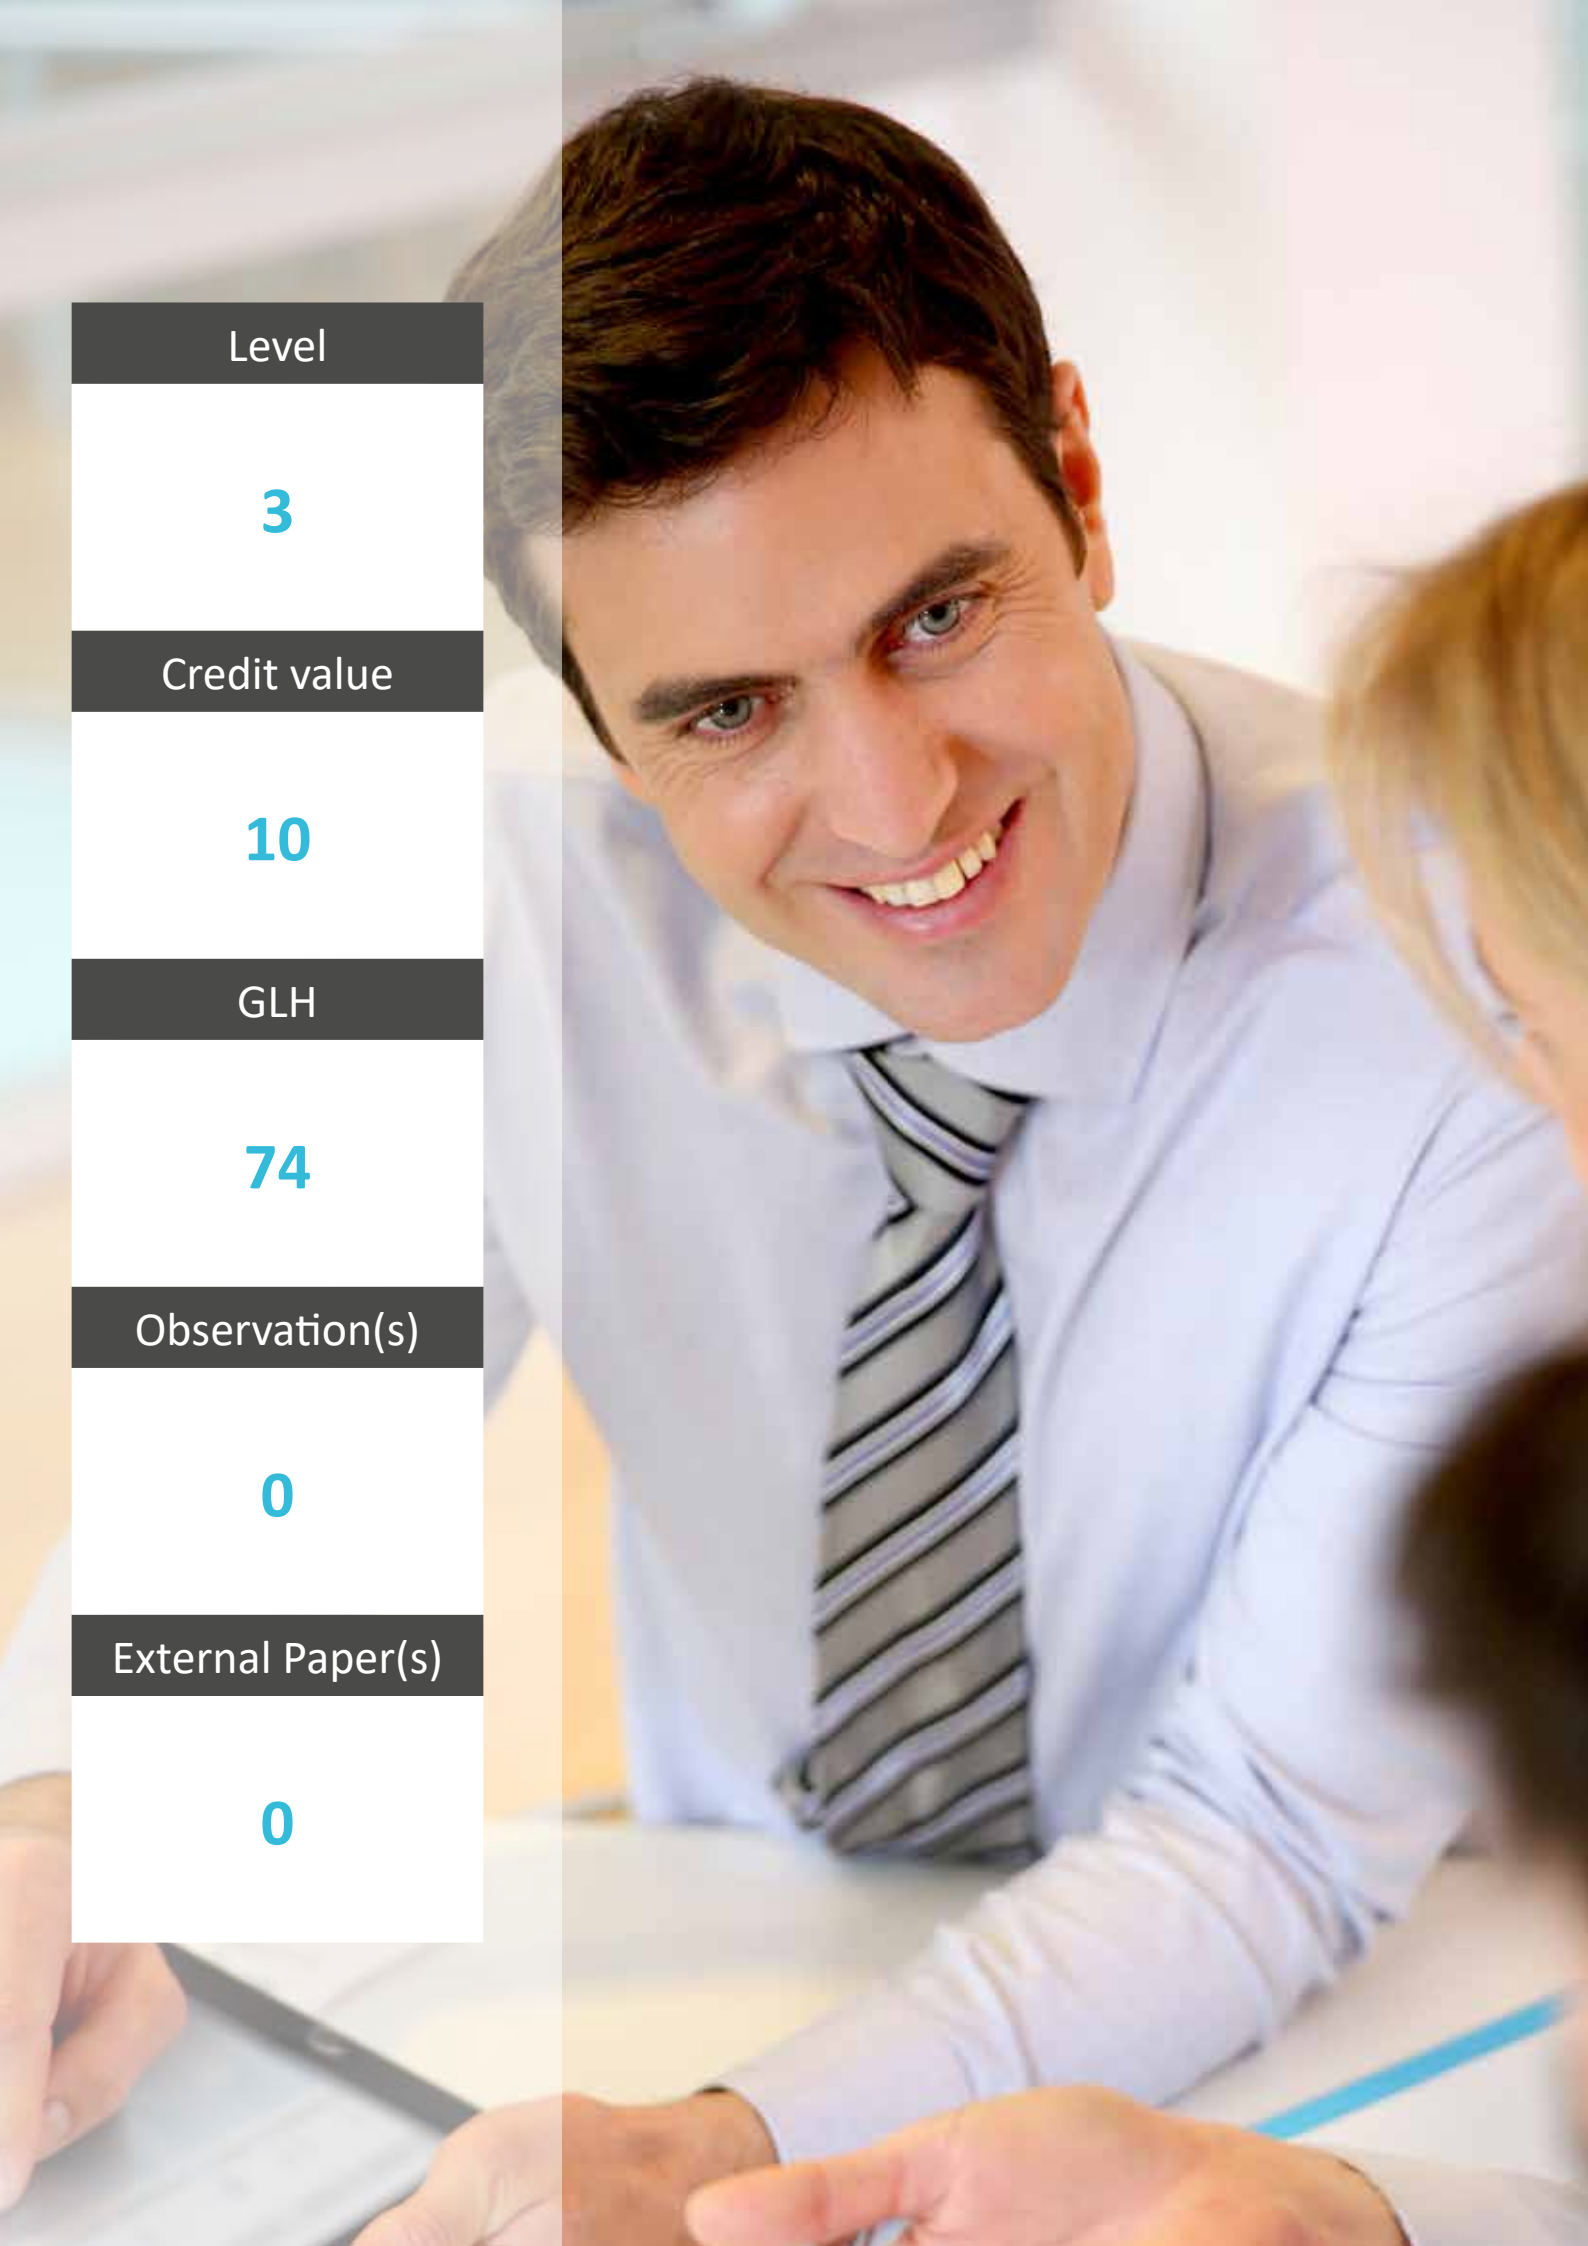 Level
3
Credit value
10
GLH
74
Observation(s)
0
External Paper(s)
0